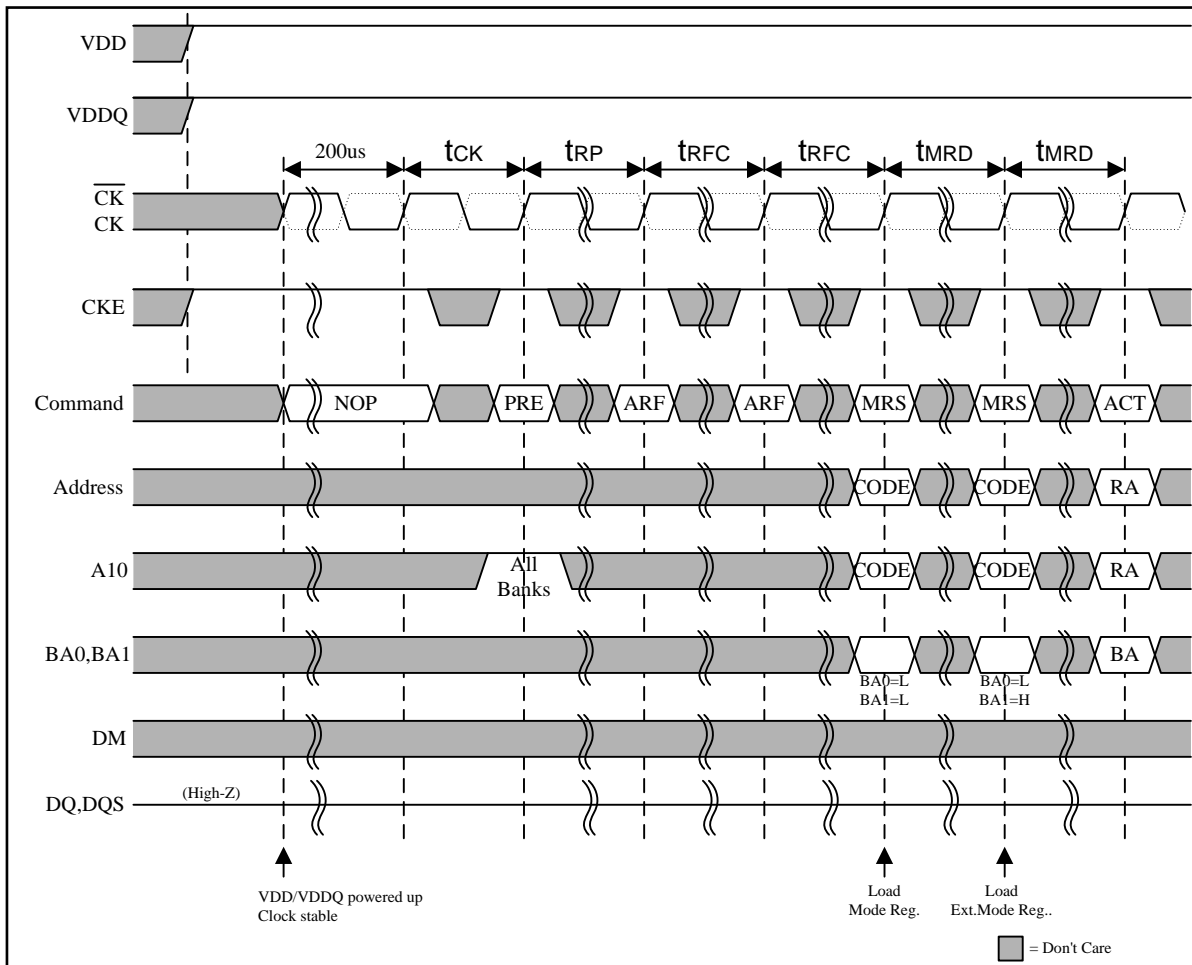 VDD
VDDQ
200us tCK tRP tRFC tRFC tMRD tMRD
CK
CK
CKE
Command NOP PRE ARF ARF MRS MRS ACT
Address CODE CODE RA
A10 All Banks CODE CODE RA
BA0,BA1 BA
BA0=L BA0=L
BA1=L BA1=H
DM
DQ,DQS (High-Z)
VDD/VDDQ powered up
Clock stable
Load
Mode Reg.
Load
Ext.Mode Reg..
= Don't Care